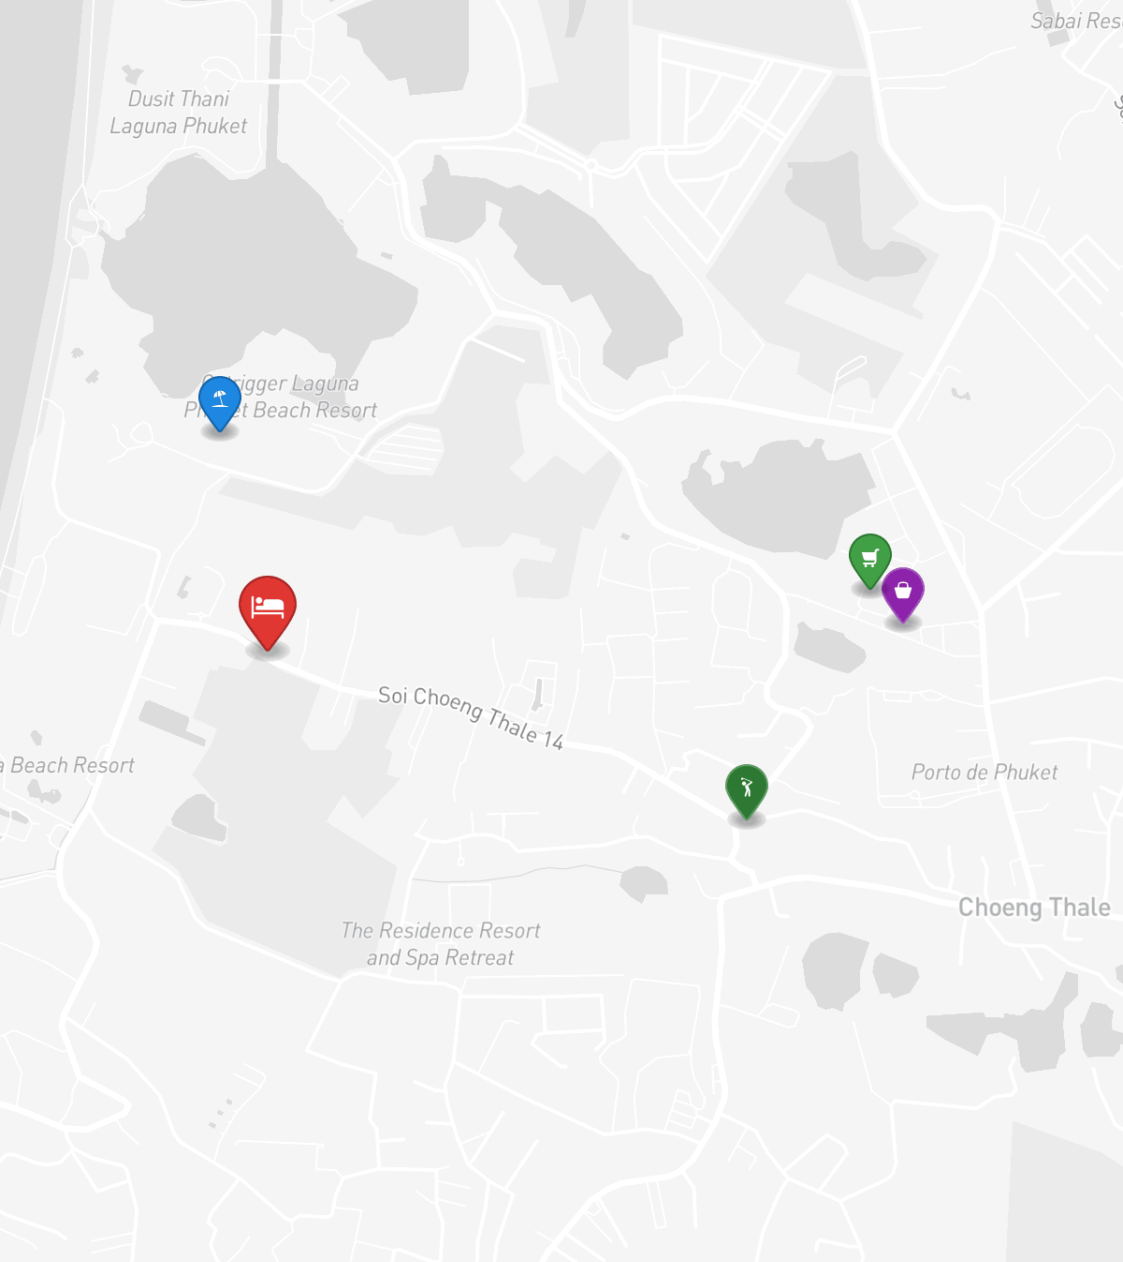 Sabai Res
Dusit Thani
Laguna Phuket
Laguna
Beach Resort
Soi Choeng Thale 14
a Beach Resort
Porto de Phuket
Choeng Thale
The Residence Resort
and Spa Retreat